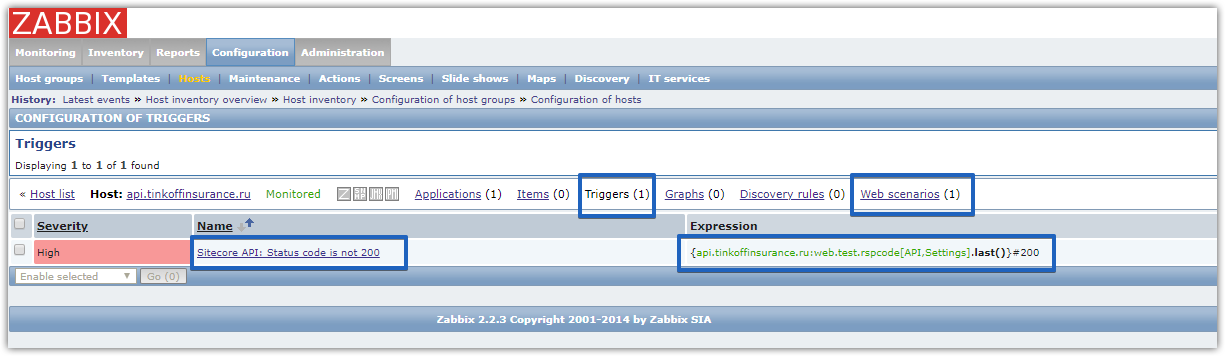 ZABBIX
Monitoring Inventory Reports Configuration Administration
Host groups | Templates | Hosts | Maintenance | Actions | Screens | Slide shows | Maps | Discovery | IT services
History: Latest events » Host inventory overview » Host inventory » Configuration of host groups » Configuration of hosts
CONFIGURATION OF TRIGGERS
Triggers
Displaying 1 to 1 of 1 found
« Host list Host: api.tinkoffinsurance.ru Monitored Applications (1) Items (0) Triggers (1) Graphs (0) Discovery rules (0) Web scenarios (1)
Severity Name Expression
High Sitecore API: Status code is not 200 {api.tinkoffinsurance.ru:web.test.rspcode[API,Settings].last()}#200
Enable selected Go (0)
Zabbix 2.2.3 Copyright 2001-2014 by Zabbix SIA